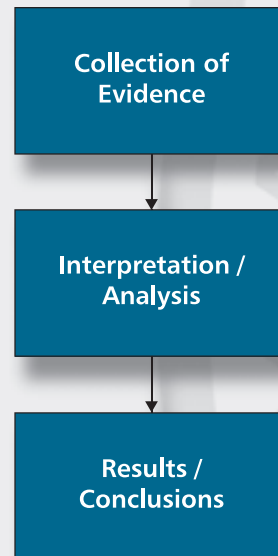 Collection of
Evidence
Interpretation /
Analysis
Results /
Conclusions